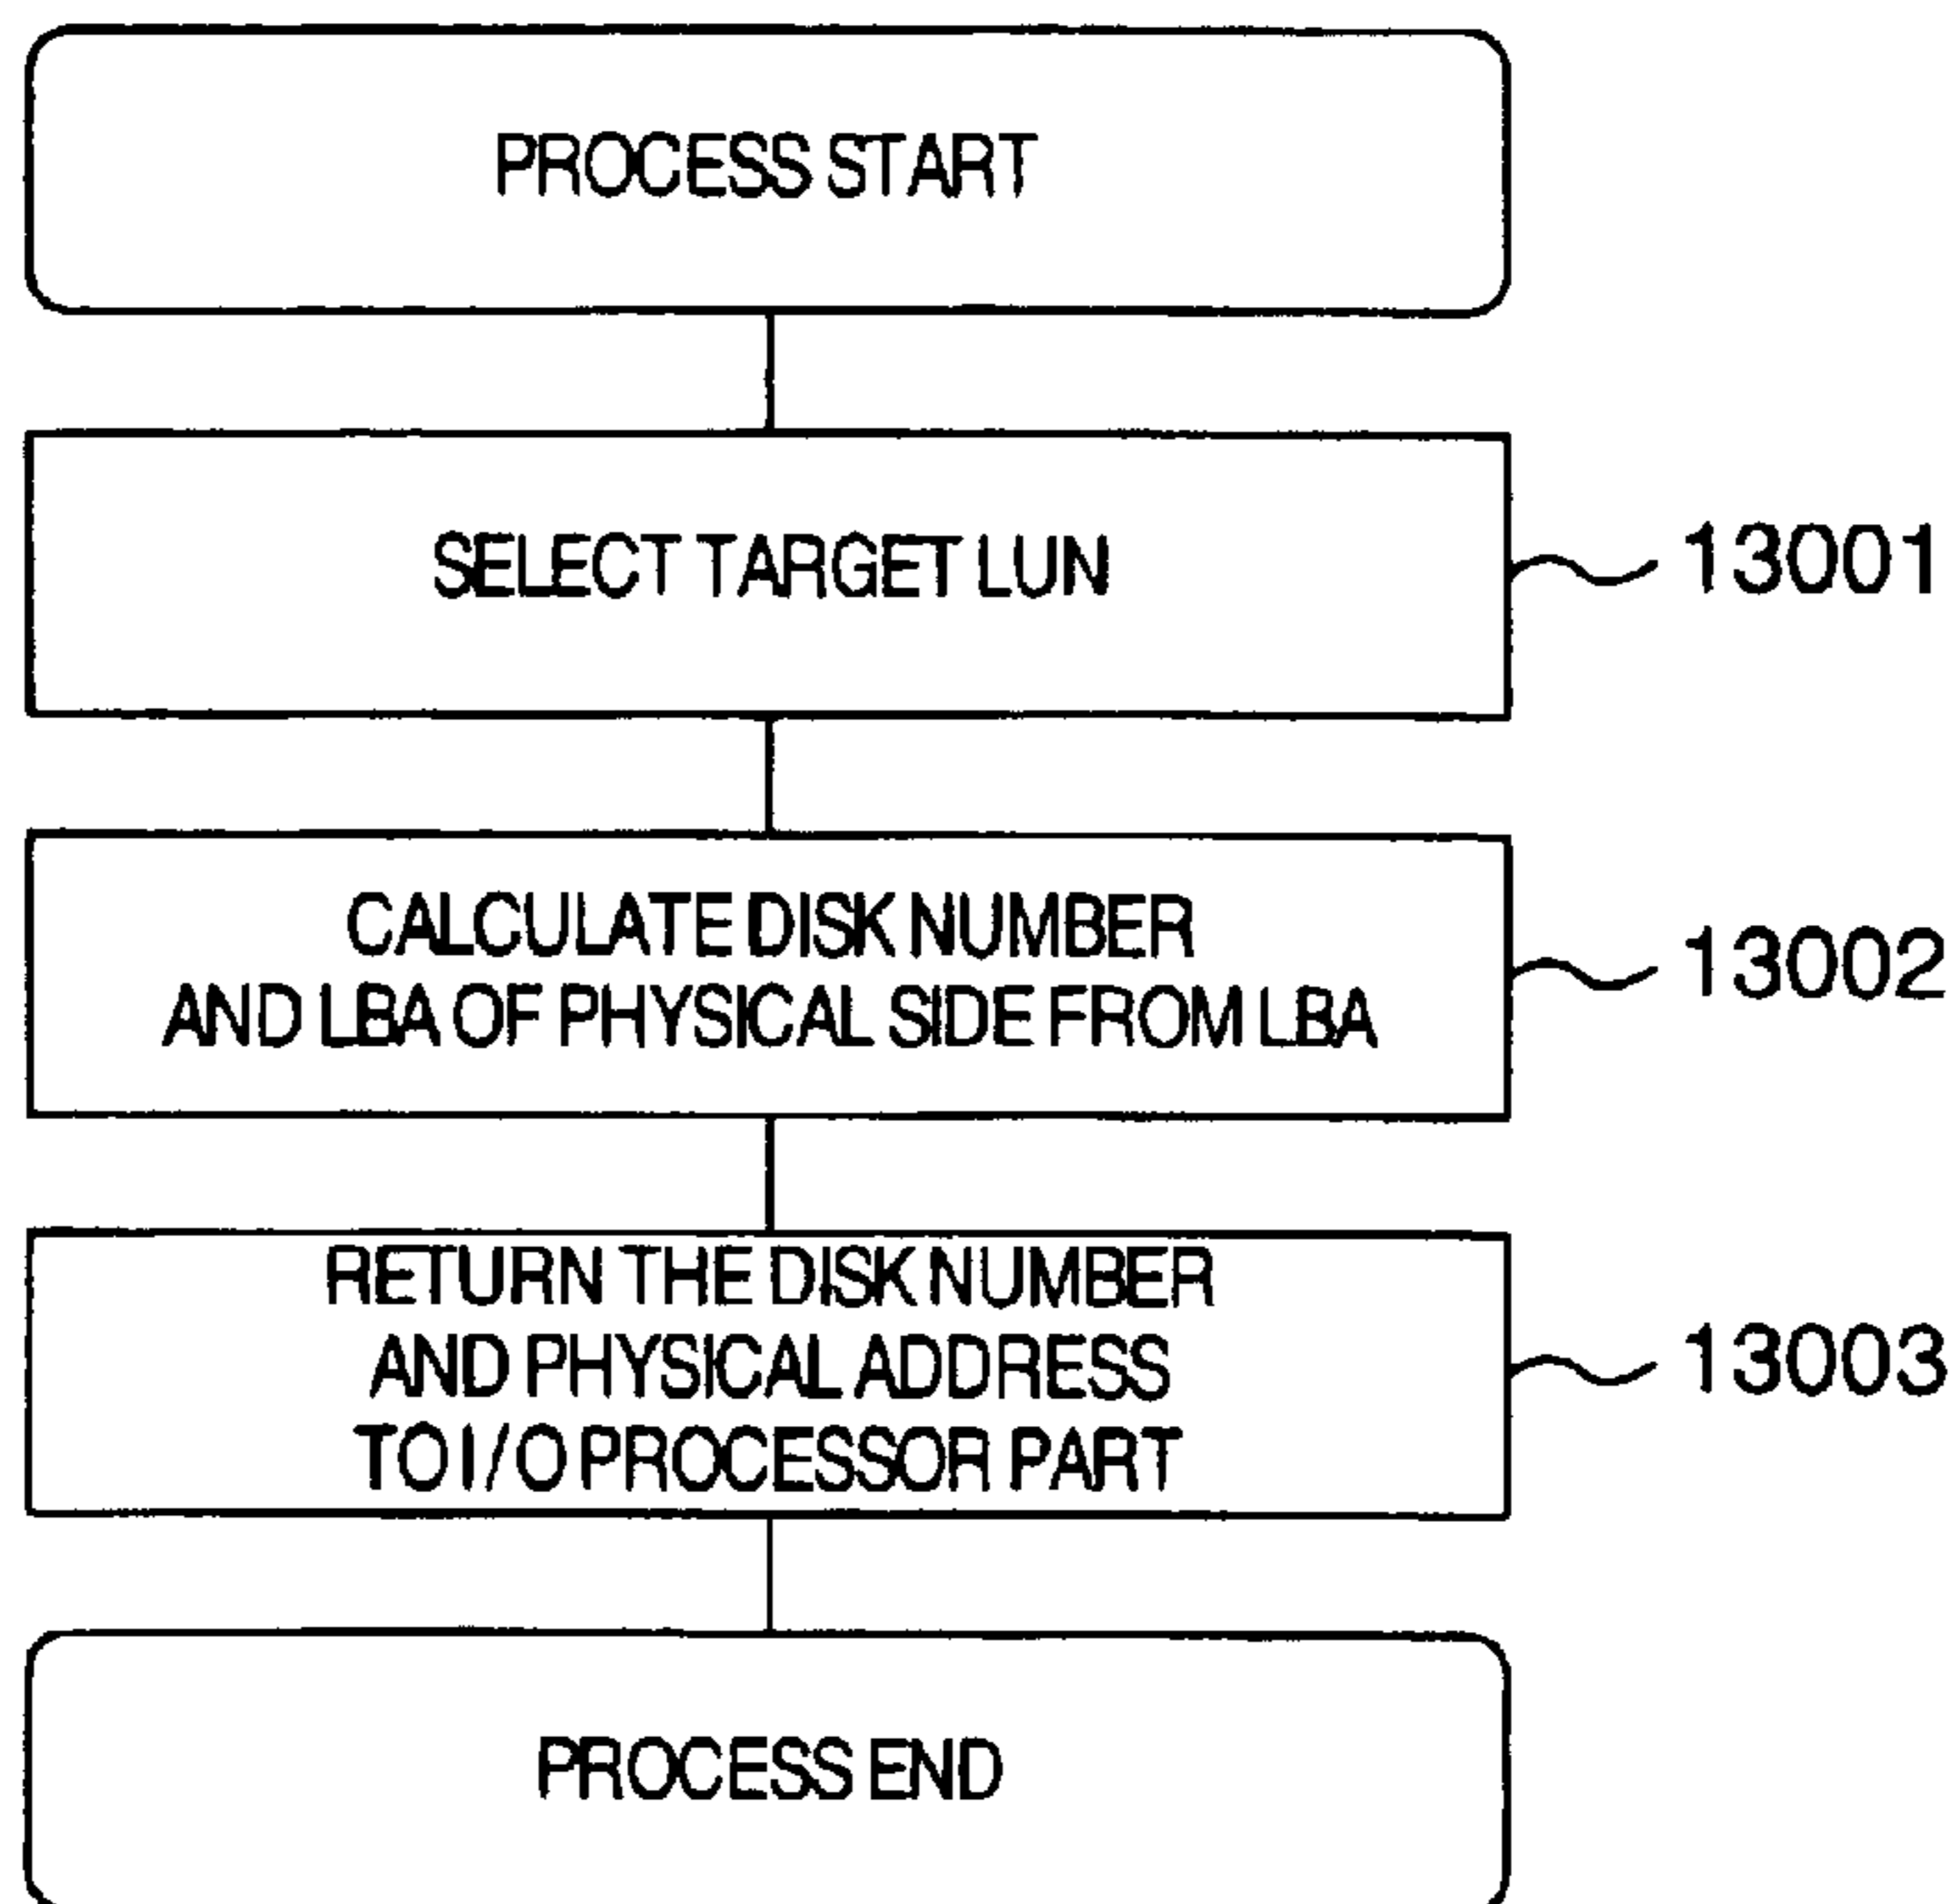 PROCESS START
SELECT TARGET LUN
13001
CALCULATE DISK NUMBER
AND LBA OF PHYSICAL SIDE FROM LBA
13002
RETURN THE DISK NUMBER
AND PHYSICAL ADDRESS
TO I/O PROCESSOR PART
13003
PROCESS END